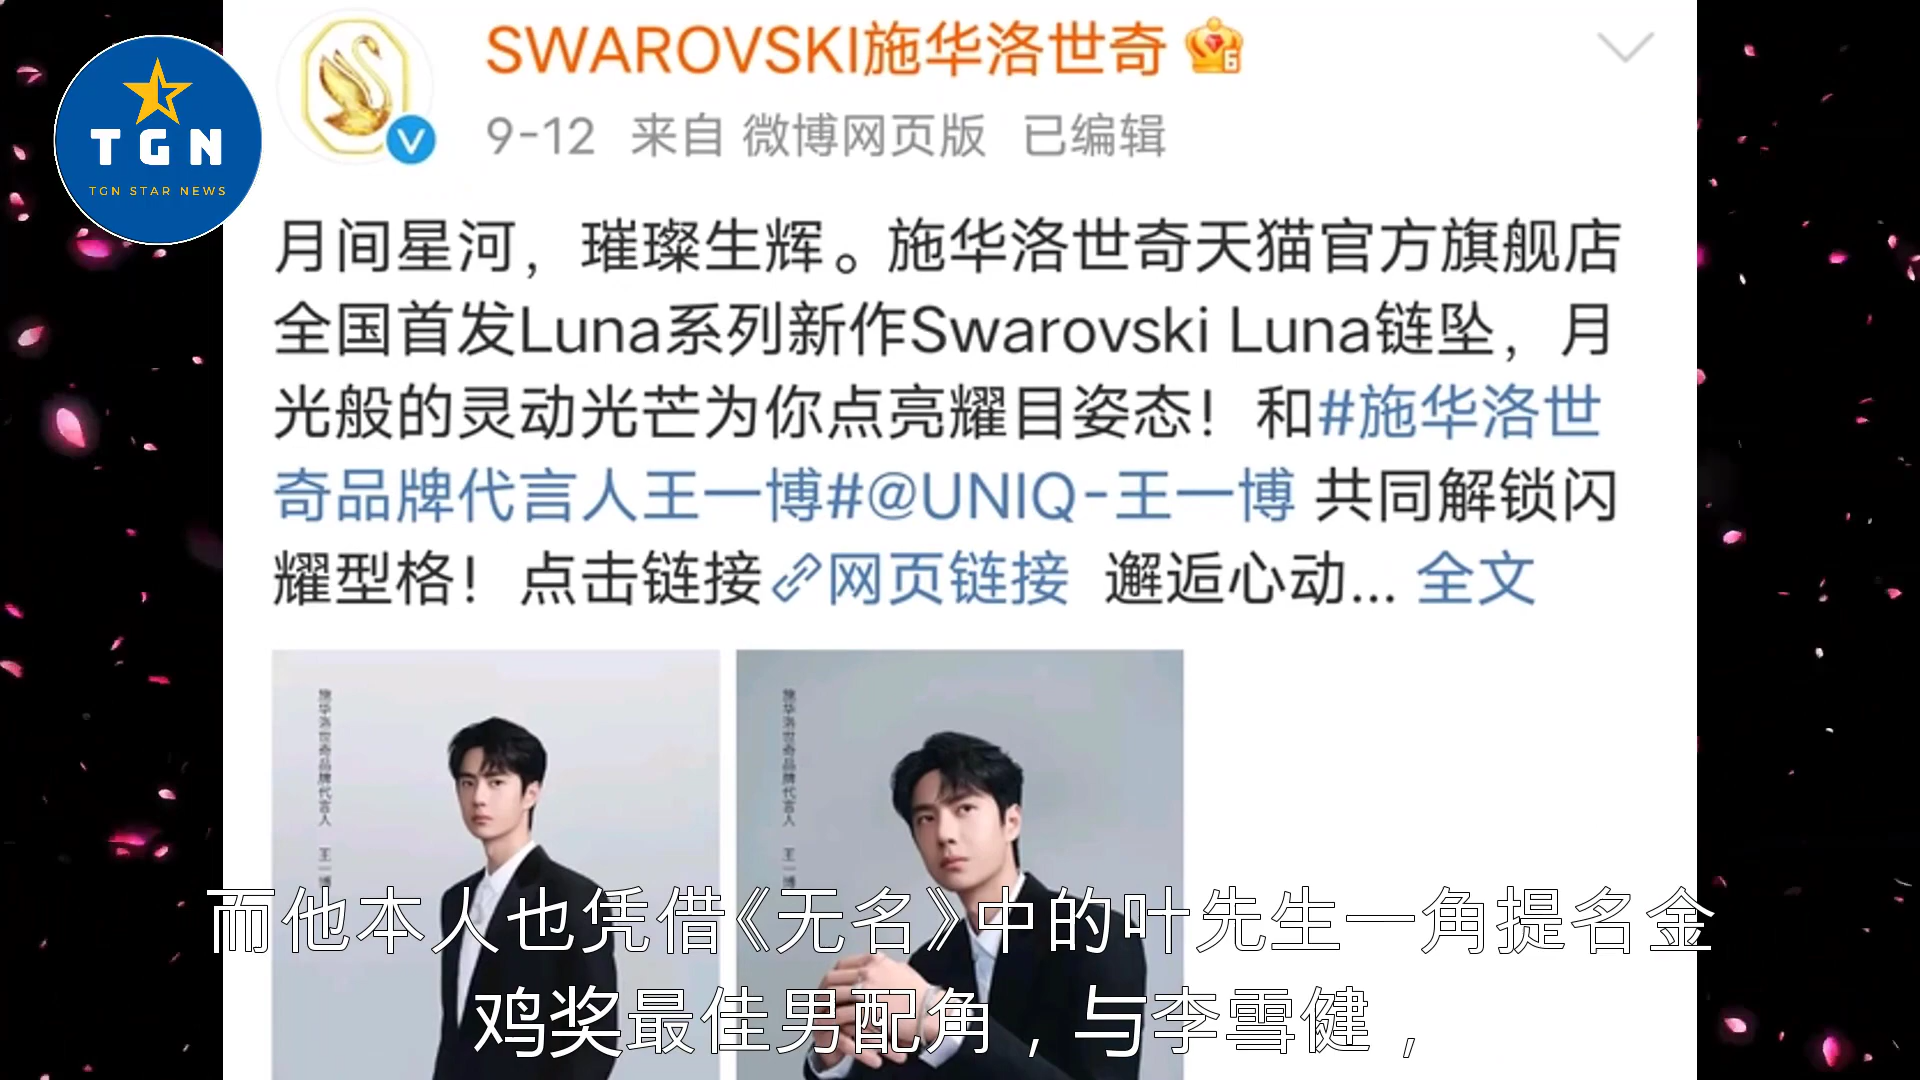 SWAROVSKI施华洛世奇
6
9-12 来自 微博网页版 已编辑
V
TGN
TGN STAR NEWS
月间星河，璀璨生辉。施华洛世奇天猫官方旗舰店
全国首发Luna系列新作Swarovski Luna链坠，月
光般的灵动光芒为你点亮耀目姿态！和#施华洛世
奇品牌代言人王一博#@UNIQ-王一博 共同解锁闪
耀型格！点击链接网页链接 邂逅心动... 全文
施华洛世奇品牌代言人 王一博
施华洛世奇品牌代言人 王一博
而他本人也凭借《无名》中的叶先生一角提名金
鸡奖最佳男配角，与李雪健，